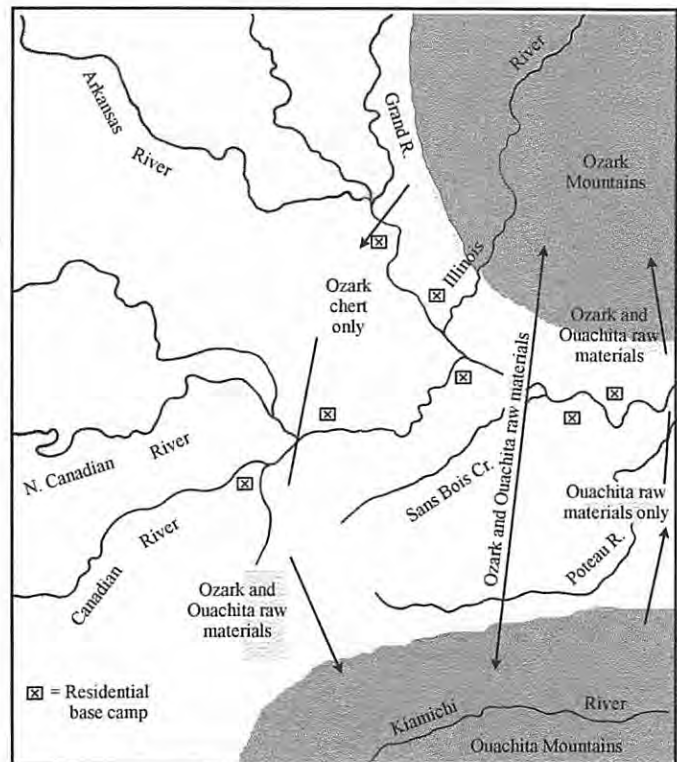 Arkansas
River
Grand R.
River
Ozark
Mountains
Illinois
Ozark
chert
only
Ozark and
Ouachita raw
materials
Ozark and Ouachita raw materials
N. Canadian River
Sans Bois Cr.
Ouachita raw
materials only
Canadian
River
Poteau R.
Ozark and
Ouachita raw
materials
= Residential
base camp
Kiamichi River
Ouachita Mountains